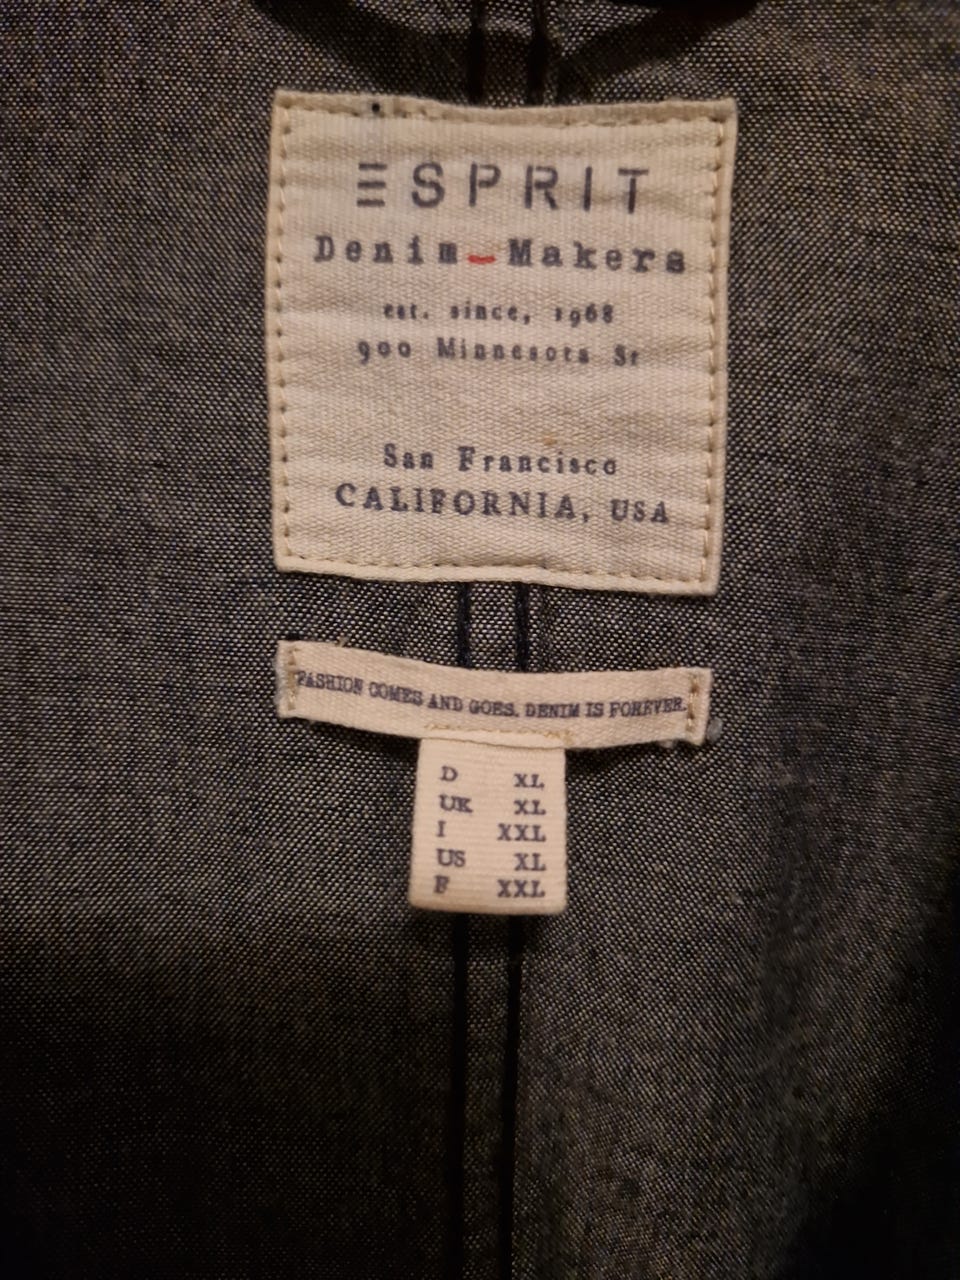 ESPRIT
Denim-Makers
est. since, 1968
900 Minnesota St
San Francisco
CALIFORNIA, USA
FASHION COMES AND GOES. DENIM IS FOREVER.
D XL
UK XL
I XXL
US XL
F XXL